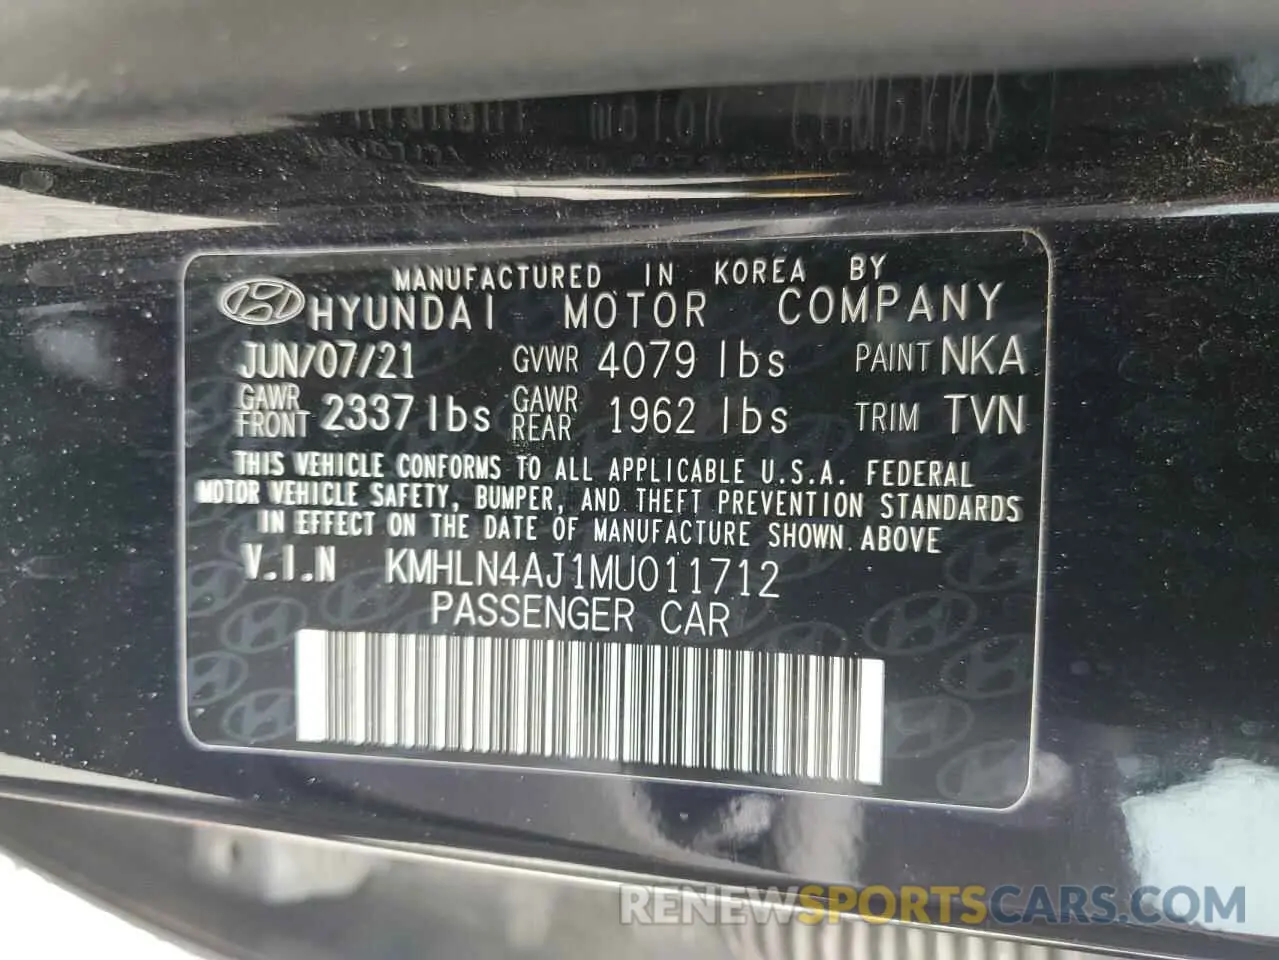 MANUFACTURED IN KOREA BY
HYUNDAI MOTOR COMPANY
JUN/07/21 GVWR 4079 lbs PAINT NKA
GAWR FRONT 2337 lbs GAWR REAR 1962 lbs TRIM TVN
THIS VEHICLE CONFORMS TO ALL APPLICABLE U.S.A. FEDERAL
MOTOR VEHICLE SAFETY, BUMPER, AND THEFT PREVENTION STANDARDS
IN EFFECT ON THE DATE OF MANUFACTURE SHOWN ABOVE
V.I.N KMHLN4AJ1MU011712
PASSENGER CAR
RENEWSPORTSCARS.COM